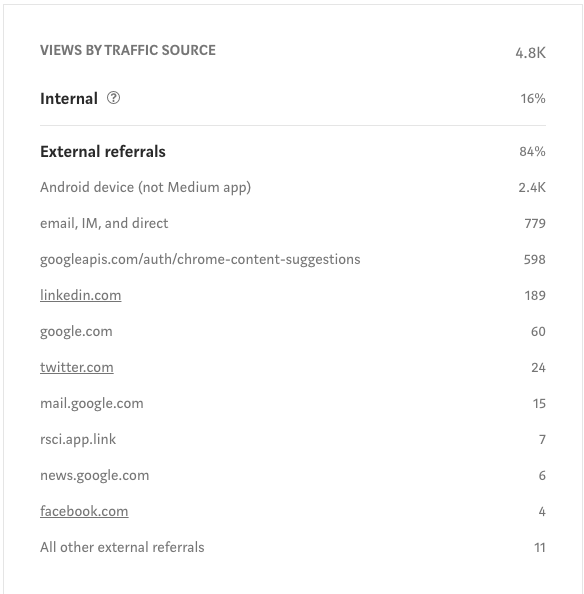 VIEWS BY TRAFFIC SOURCE 4.8K
Internal ? 16%
External referrals 84%
Android device (not Medium app) 2.4K
email, IM, and direct 779
googleapis.com/auth/chrome-content-suggestions 598
linkedin.com 189
google.com 60
twitter.com 24
mail.google.com 15
rsci.app.link 7
news.google.com 6
facebook.com 4
All other external referrals 11